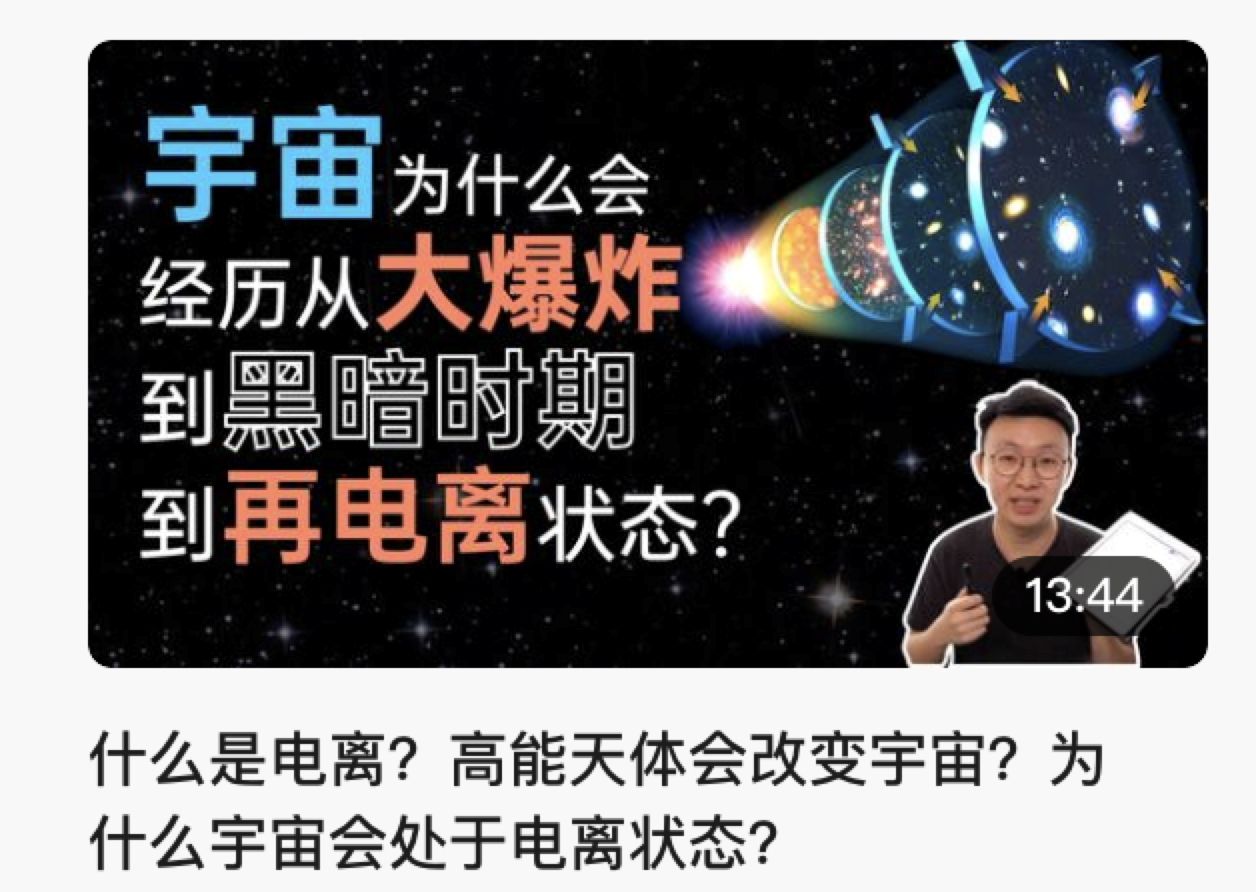 宇宙为什么会
经历从大爆炸
到黑暗时期
到再电离状态？
13:44
什么是电离？高能天体会改变宇宙？为
什么宇宙会处于电离状态？